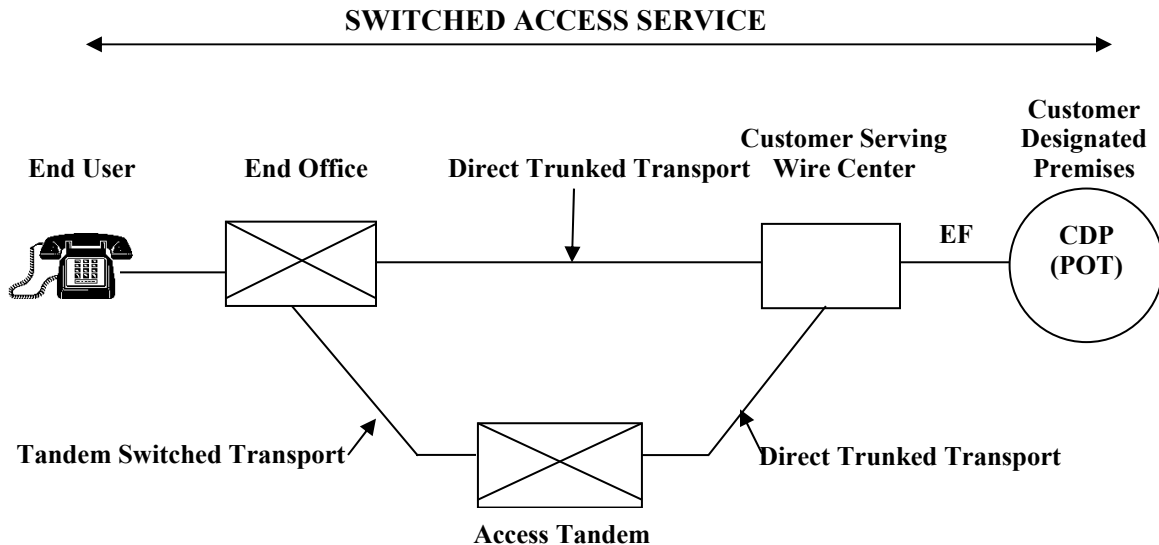 SWITCHED ACCESS SERVICE
Customer
Designated
Premises
Customer Serving
Wire Center
End User
End Office
Direct Trunked Transport
EF
CDP
(POT)
Tandem Switched Transport
Direct Trunked Transport
Access Tandem